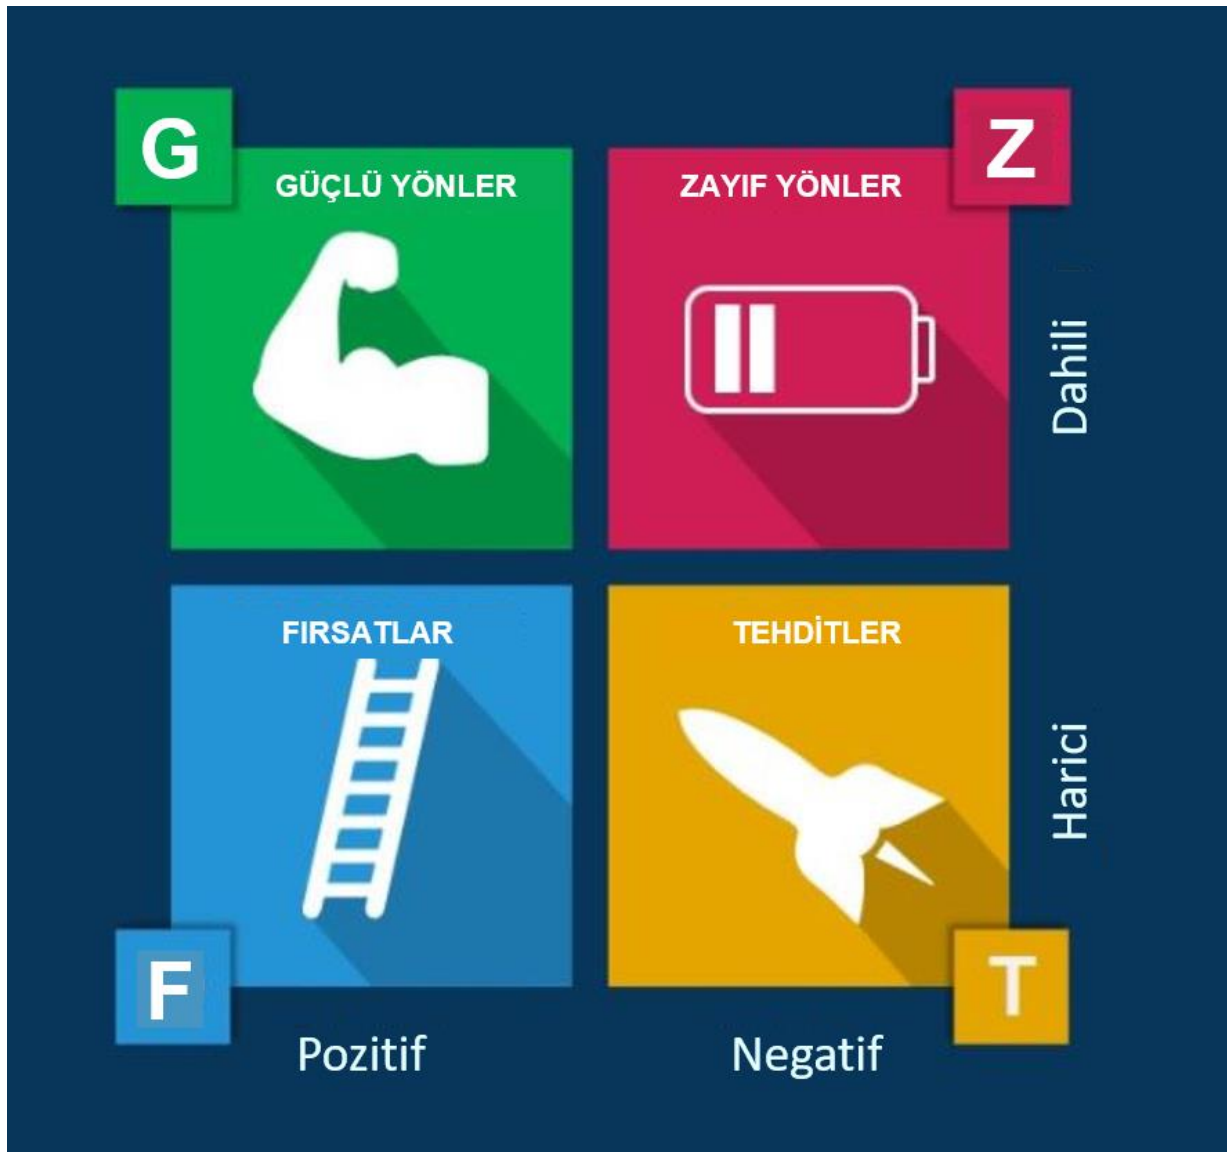 G
GÜÇLÜ YÖNLER
ZAYIF YÖNLER
Z
Dahili
FIRSATLAR
TEHDİTLER
Harici
F
T
Pozitif
Negatif